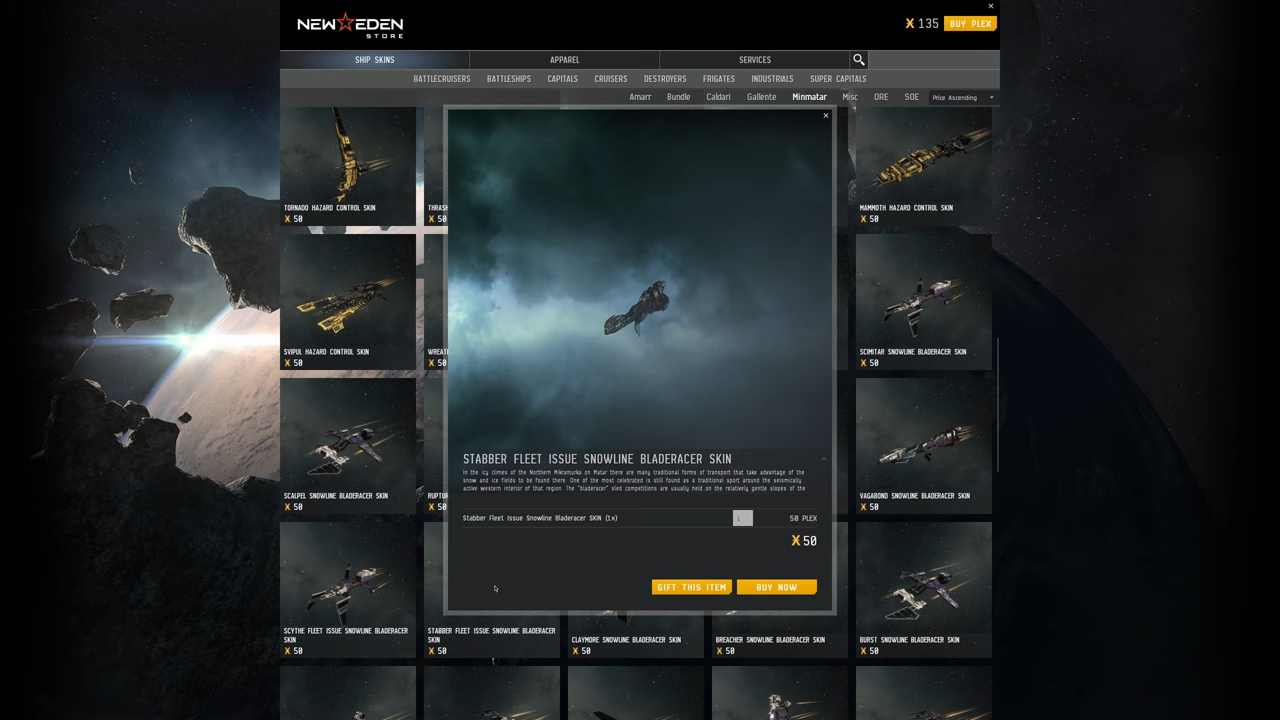 NEW EDEN
STORE
X 135
BUY PLEX
SHIP SKINS
APPAREL
SERVICES
BATTLECRUISERS
BATTLESHIPS
CAPITALS
CRUISERS
DESTROYERS
FRIGATES
INDUSTRIALS
SUPER CAPITALS
Amarr
Bundle
Caldari
Gallente
Minmatar
Misc
ORE
SOE
Price Ascending
TORNADO HAZARD CONTROL SKIN
50
50
MAMMOTH HAZARD CONTROL SKIN
50
SVIPUL HAZARD CONTROL SKIN
50
50
SCIMITAR SNOWLINE BLADERACER SKIN
50
SCALPEL SNOWLINE BLADERACER SKIN
50
50
VAGABOND SNOWLINE BLADERACER SKIN
50
STABBER FLEET ISSUE SNOWLINE BLADERACER SKIN
In the icy climes of the Northern Mikramurka on Matar there are many traditional forms of transport that take advantage of the
snow and ice fields to be found there. One of the most celebrated is still found as a traditional sport around the seismically
active western interior of that region. The "bladeracer" sled competitions are usually held on the relatively gentle slopes of the
Stabber Fleet Issue Snowline Bladeracer SKIN (1x)
1
50 PLEX
50
GIFT THIS ITEM
BUY NOW
SCYTHE FLEET ISSUE SNOWLINE BLADERACER
SKIN
50
STABBER FLEET ISSUE SNOWLINE BLADERACER
SKIN
50
CLAYMORE SNOWLINE BLADERACER SKIN
50
BREACHER SNOWLINE BLADERACER SKIN
50
BURST SNOWLINE BLADERACER SKIN
50